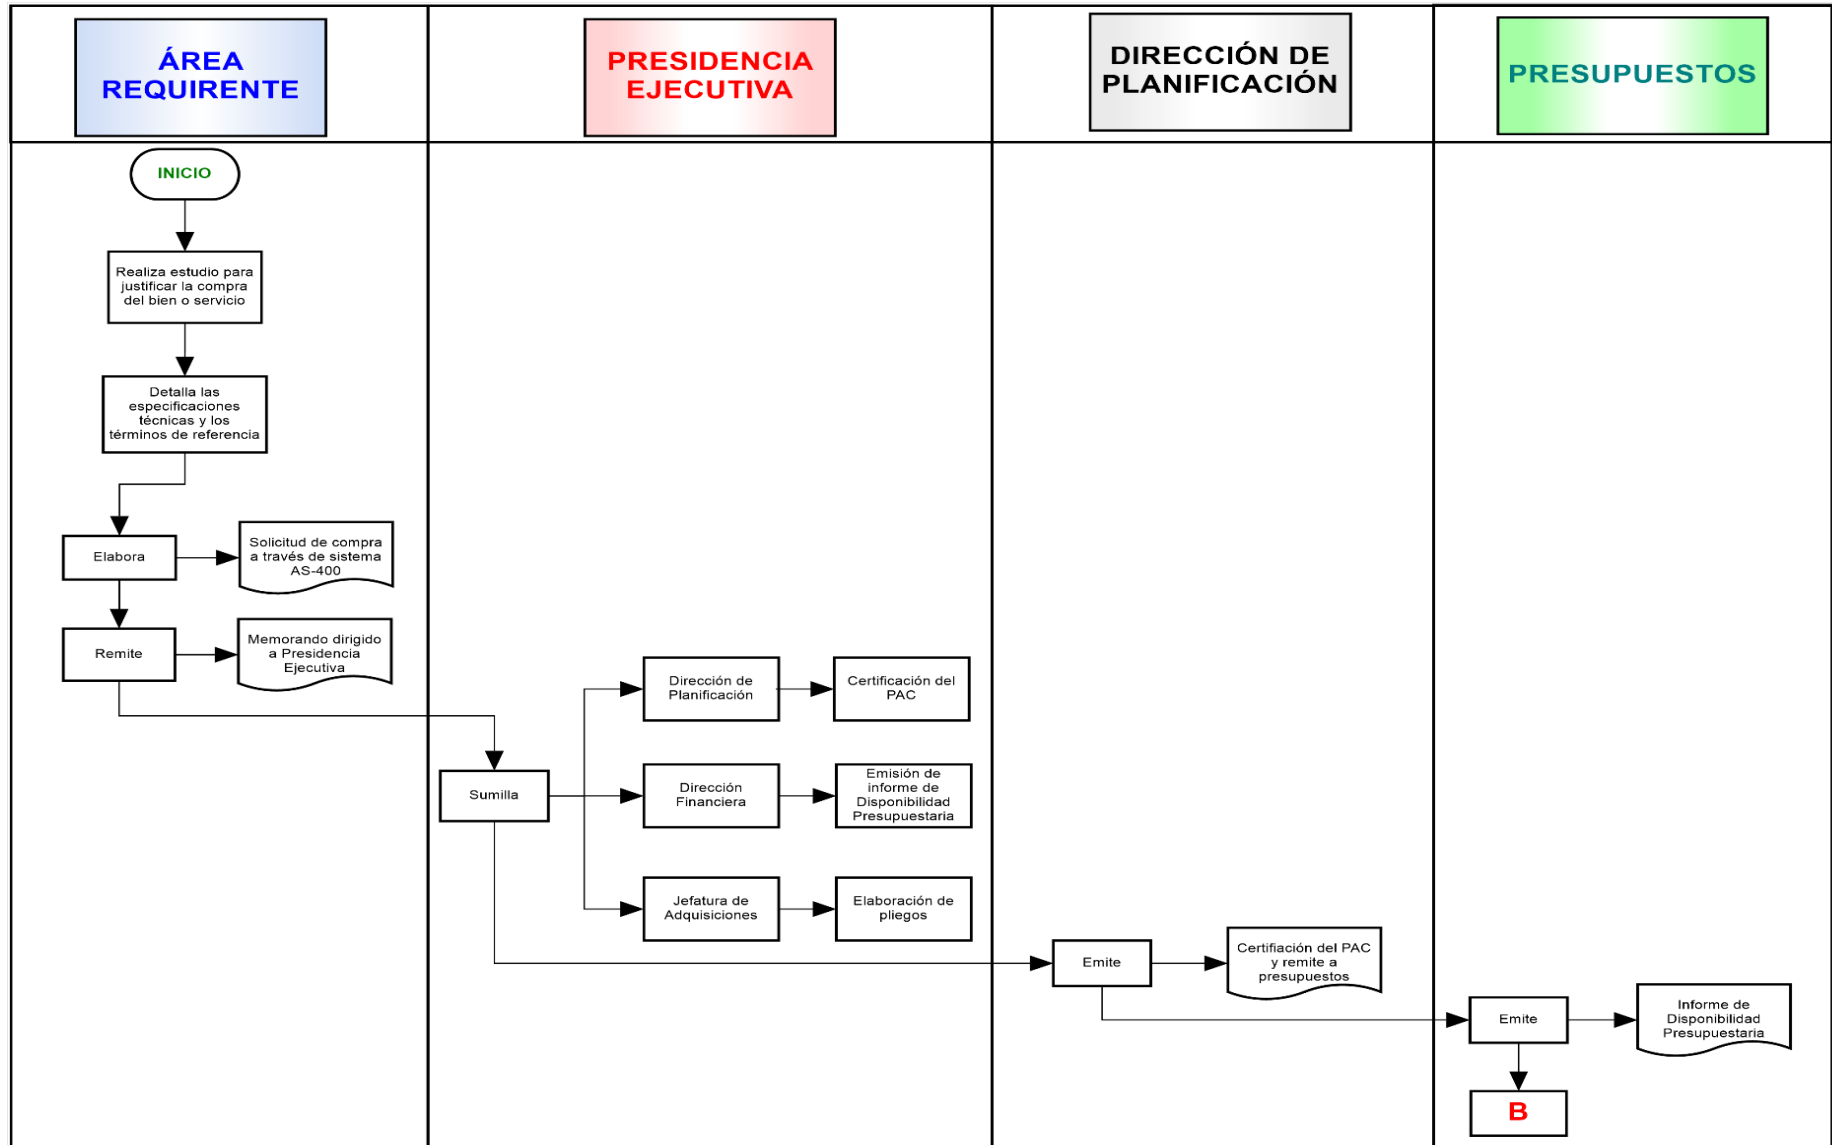 ÁREA
REQUIRENTE
PRESIDENCIA
EJECUTIVA
DIRECCIÓN DE
PLANIFICACIÓN
PRESUPUESTOS
INICIO
Realiza estudio para
justificar la compra
del bien o servicio
Detalla las
especificaciones
técnicas y los
términos de referencia
Elabora
Solicitud de compra
a través de sistema
AS-400
Remite
Memorando dirigido
a Presidencia
Ejecutiva
Sumilla
Dirección de
Planificación
Certificación del
PAC
Dirección
Financiera
Emisión de
informe de
Disponibilidad
Presupuestaria
Jefatura de
Adquisiciones
Elaboración de
pliegos
Emite
Certifiación del PAC
y remite a
presupuestos
Emite
Informe de
Disponibilidad
Presupuestaria
B